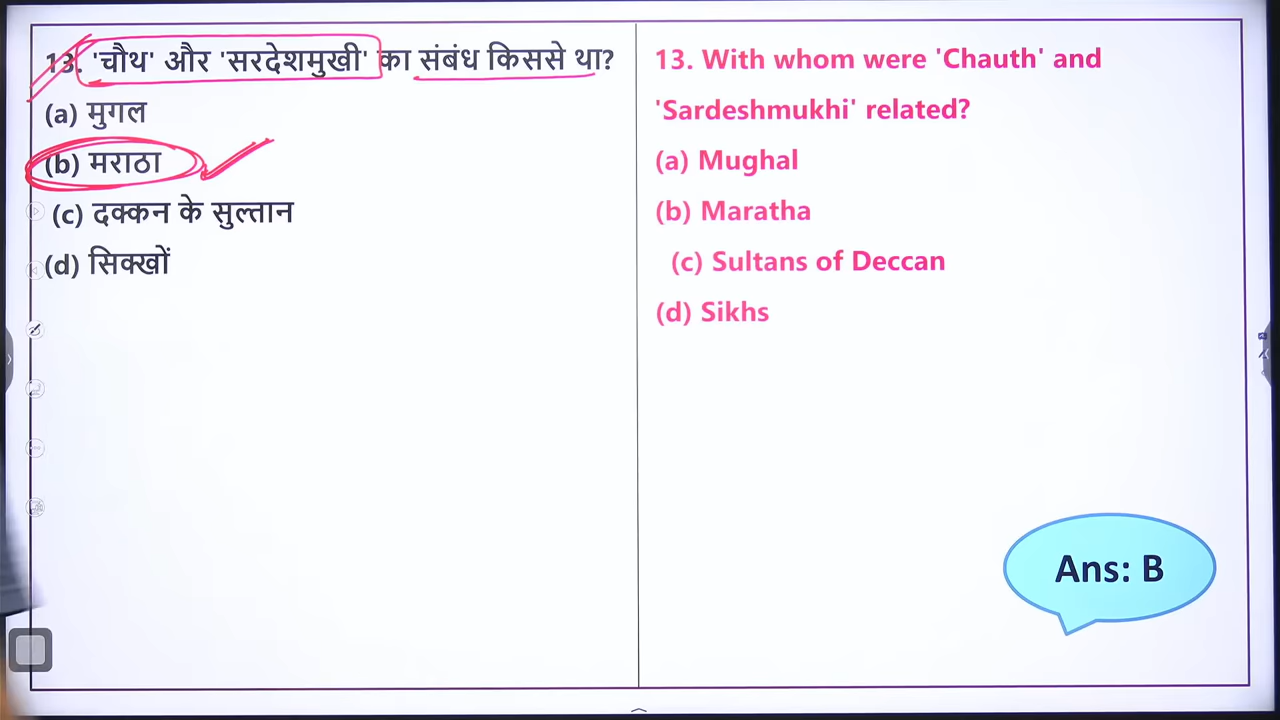 13. 'चौथ' और 'सरदेशमुखी' का संबंध किससे था?
(a) मुगल
(b) मराठा
(c) दक्कन के सुल्तान
(d) सिक्खों
13. With whom were 'Chauth' and
'Sardeshmukhi' related?
(a) Mughal
(b) Maratha
(c) Sultans of Deccan
(d) Sikhs
Ans: B